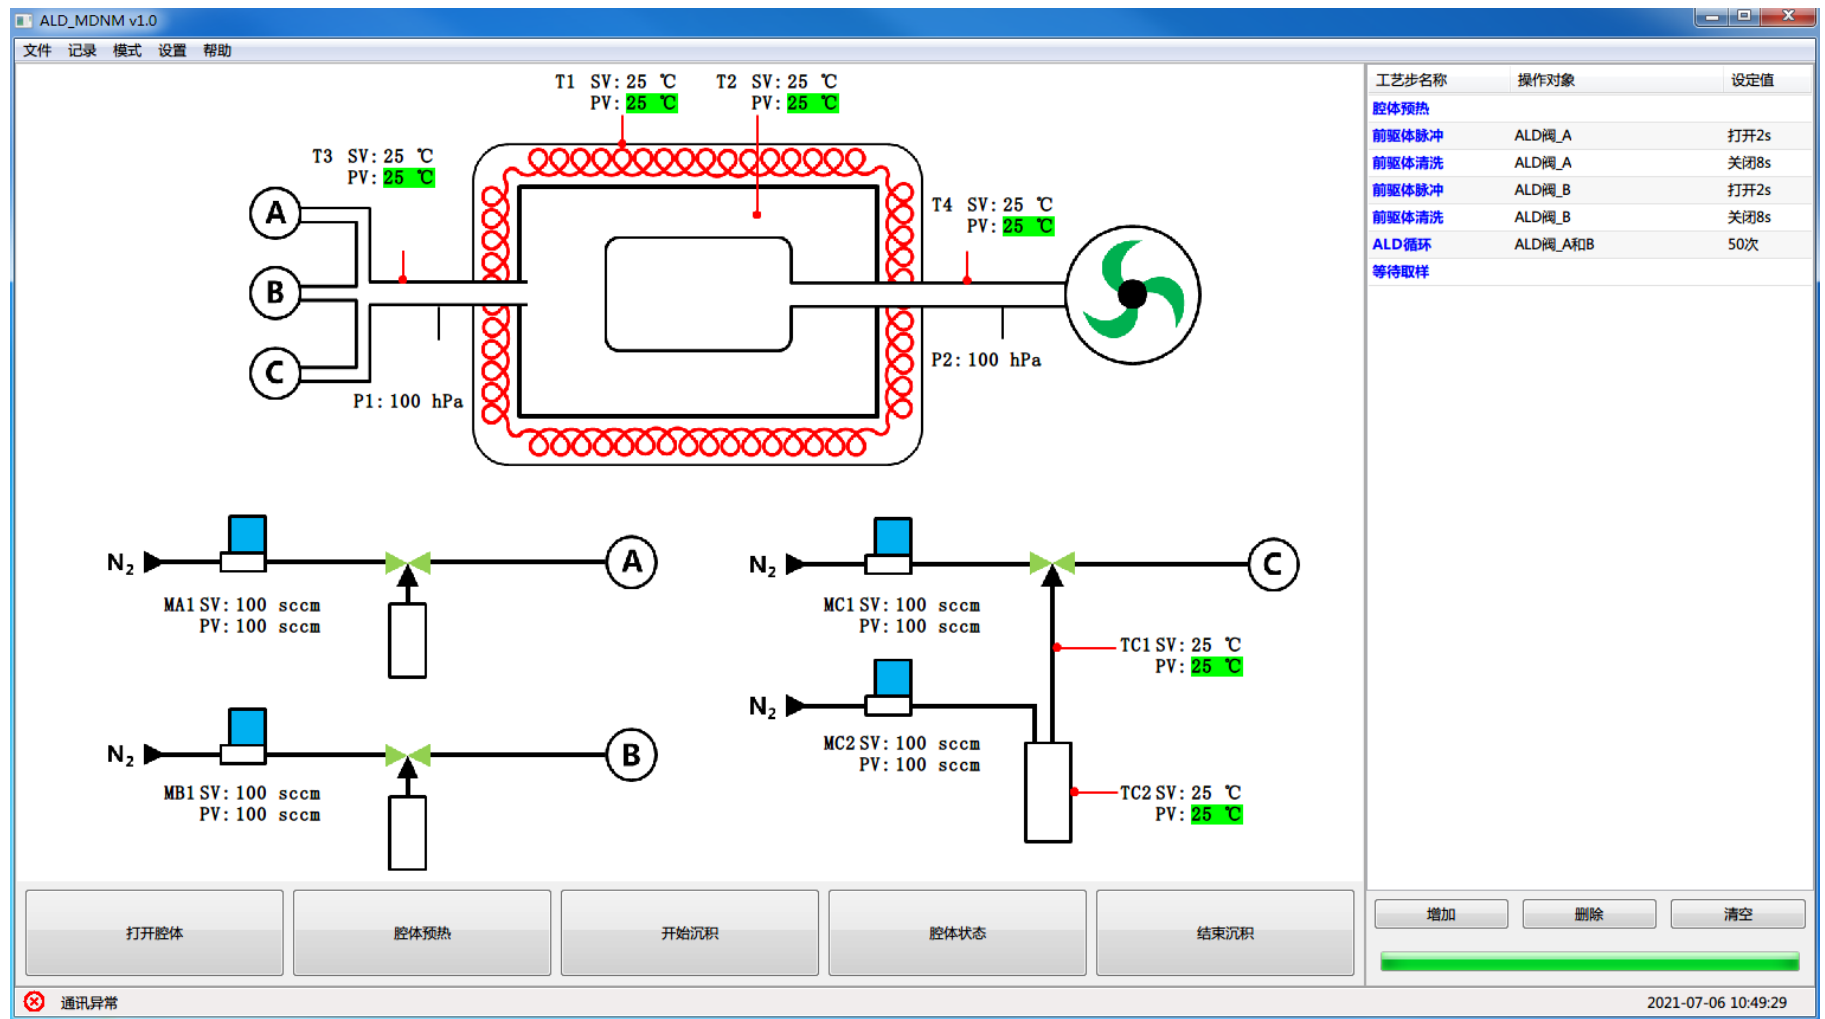 ALD_MDNM v1.0
文件 记录 模式 设置 帮助
T1 SV: 25 ℃
PV: 25 ℃
T2 SV: 25 ℃
PV: 25 ℃
T3 SV: 25 ℃
PV: 25 ℃
A
B
C
P1: 100 hPa
T4 SV: 25 ℃
PV: 25 ℃
P2: 100 hPa
N₂
A
MA1 SV: 100 sccm
PV: 100 sccm
N₂
B
MB1 SV: 100 sccm
PV: 100 sccm
N₂
C
MC1 SV: 100 sccm
PV: 100 sccm
TC1 SV: 25 ℃
PV: 25 ℃
N₂
MC2 SV: 100 sccm
PV: 100 sccm
TC2 SV: 25 ℃
PV: 25 ℃
工艺步名称 操作对象 设定值
腔体预热
前驱体脉冲 ALD阀_A 打开2s
前驱体清洗 ALD阀_A 关闭8s
前驱体脉冲 ALD阀_B 打开2s
前驱体清洗 ALD阀_B 关闭8s
ALD循环 ALD阀_A和B 50次
等待取样
增加 删除 清空
打开腔体 腔体预热 开始沉积 腔体状态 结束沉积
通讯异常
2021-07-06 10:49:29